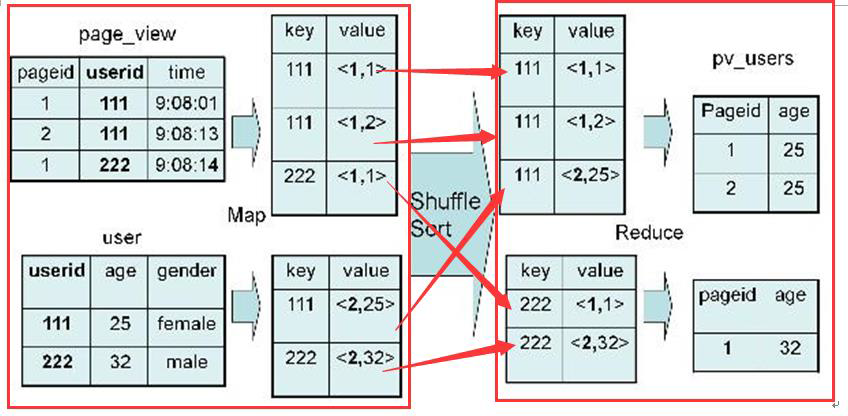 page_view
pageid userid time
1 111 9:08:01
2 111 9:08:13
1 222 9:08:14
key value
111 <1,1>
111 <1,2>
222 <1,1>
Map
user
userid age gender
111 25 female
222 32 male
key value
111 <2,25>
222 <2,32>
Shuffle
Sort
key value
111 <1,1>
111 <1,2>
111 <2,25>
Reduce
key value
222 <1,1>
222 <2,32>
pv_users
Pageid age
1 25
2 25
pageid age
1 32